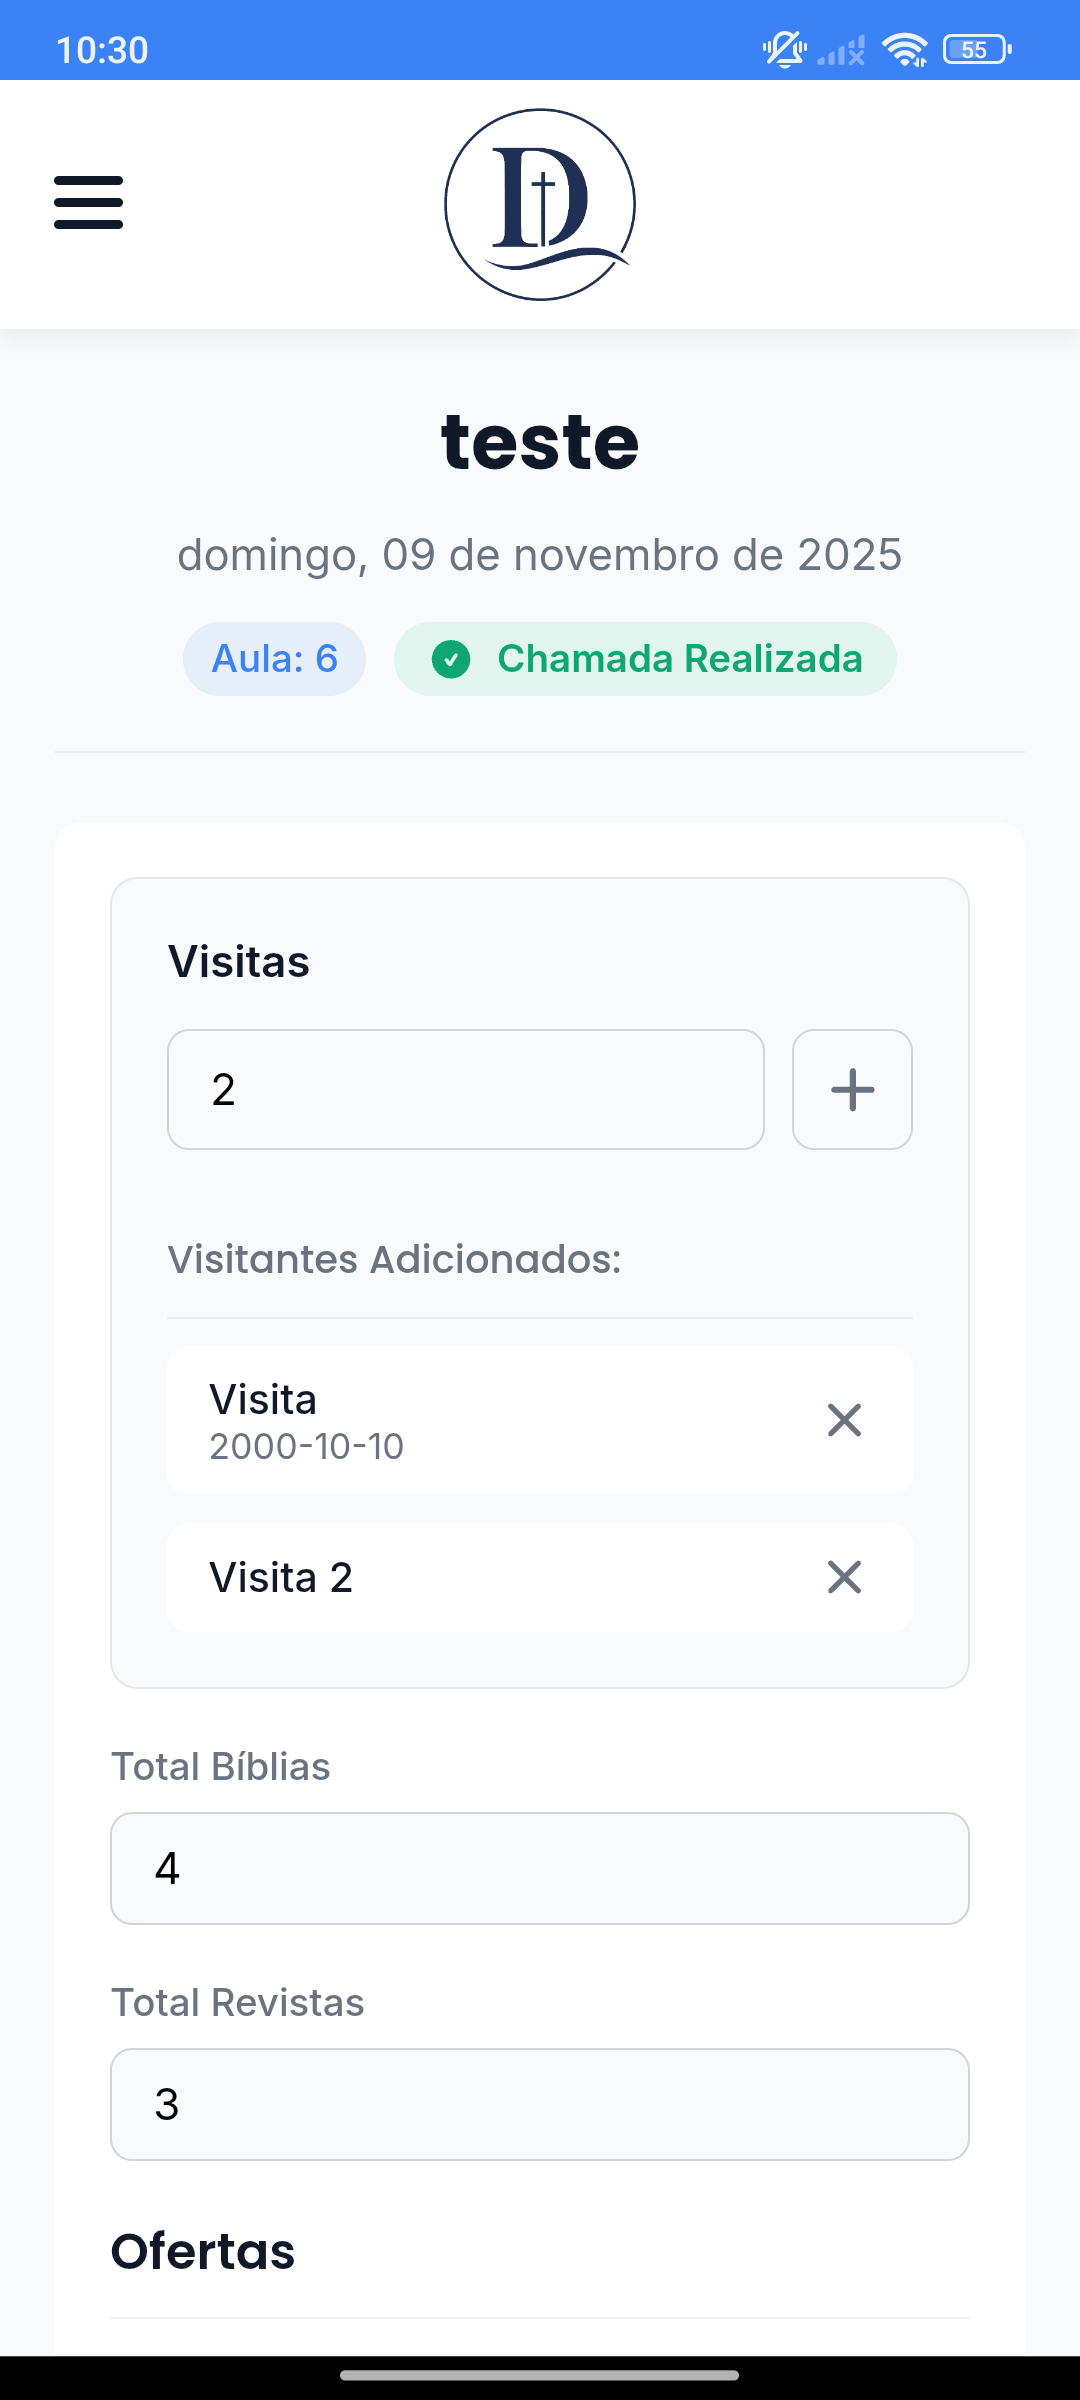 10:30
55
D
teste
domingo, 09 de novembro de 2025
Aula: 6
Chamada Realizada
Visitas
2
Visitantes Adicionados:
Visita
2000-10-10
Visita 2
Total Bíblias
4
Total Revistas
3
Ofertas